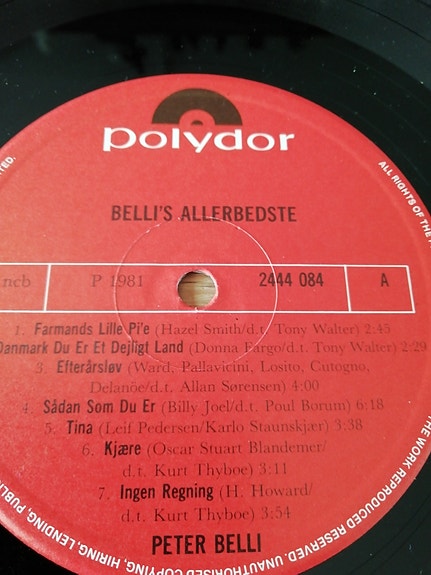 polydor
BELLI'S ALLERBEDSTE
ncb P 1981 2444 084 A
1. Farmands Lille Pi'e (Hazel Smith/d.t. Tony Walter) 2:45
Danmark Du Er Et Dejligt Land (Donna Fargo/d.t. Tony Walter) 2:29
3. Efterårsløv (Ward, Pallavicini, Losito, Cutogno,
Delanöe/d.t. Allan Sørensen) 4:00
4. Sådan Som Du Er (Billy Joel/d.t. Poul Borum) 6:18
5. Tina (Leif Pedersen/Karlo Staunskjær) 3:38
6. Kjære (Oscar Stuart Blandemer/
d.t. Kurt Thyboe) 3:11
7. Ingen Regning (H. Howard/
d.t. Kurt Thyboe) 3:54
PETER BELLI
ALL RIGHTS OF THE
THE WORK REPRODUCED RESERVED. UNAUTHORISED COPYING, HIRING, LENDING,